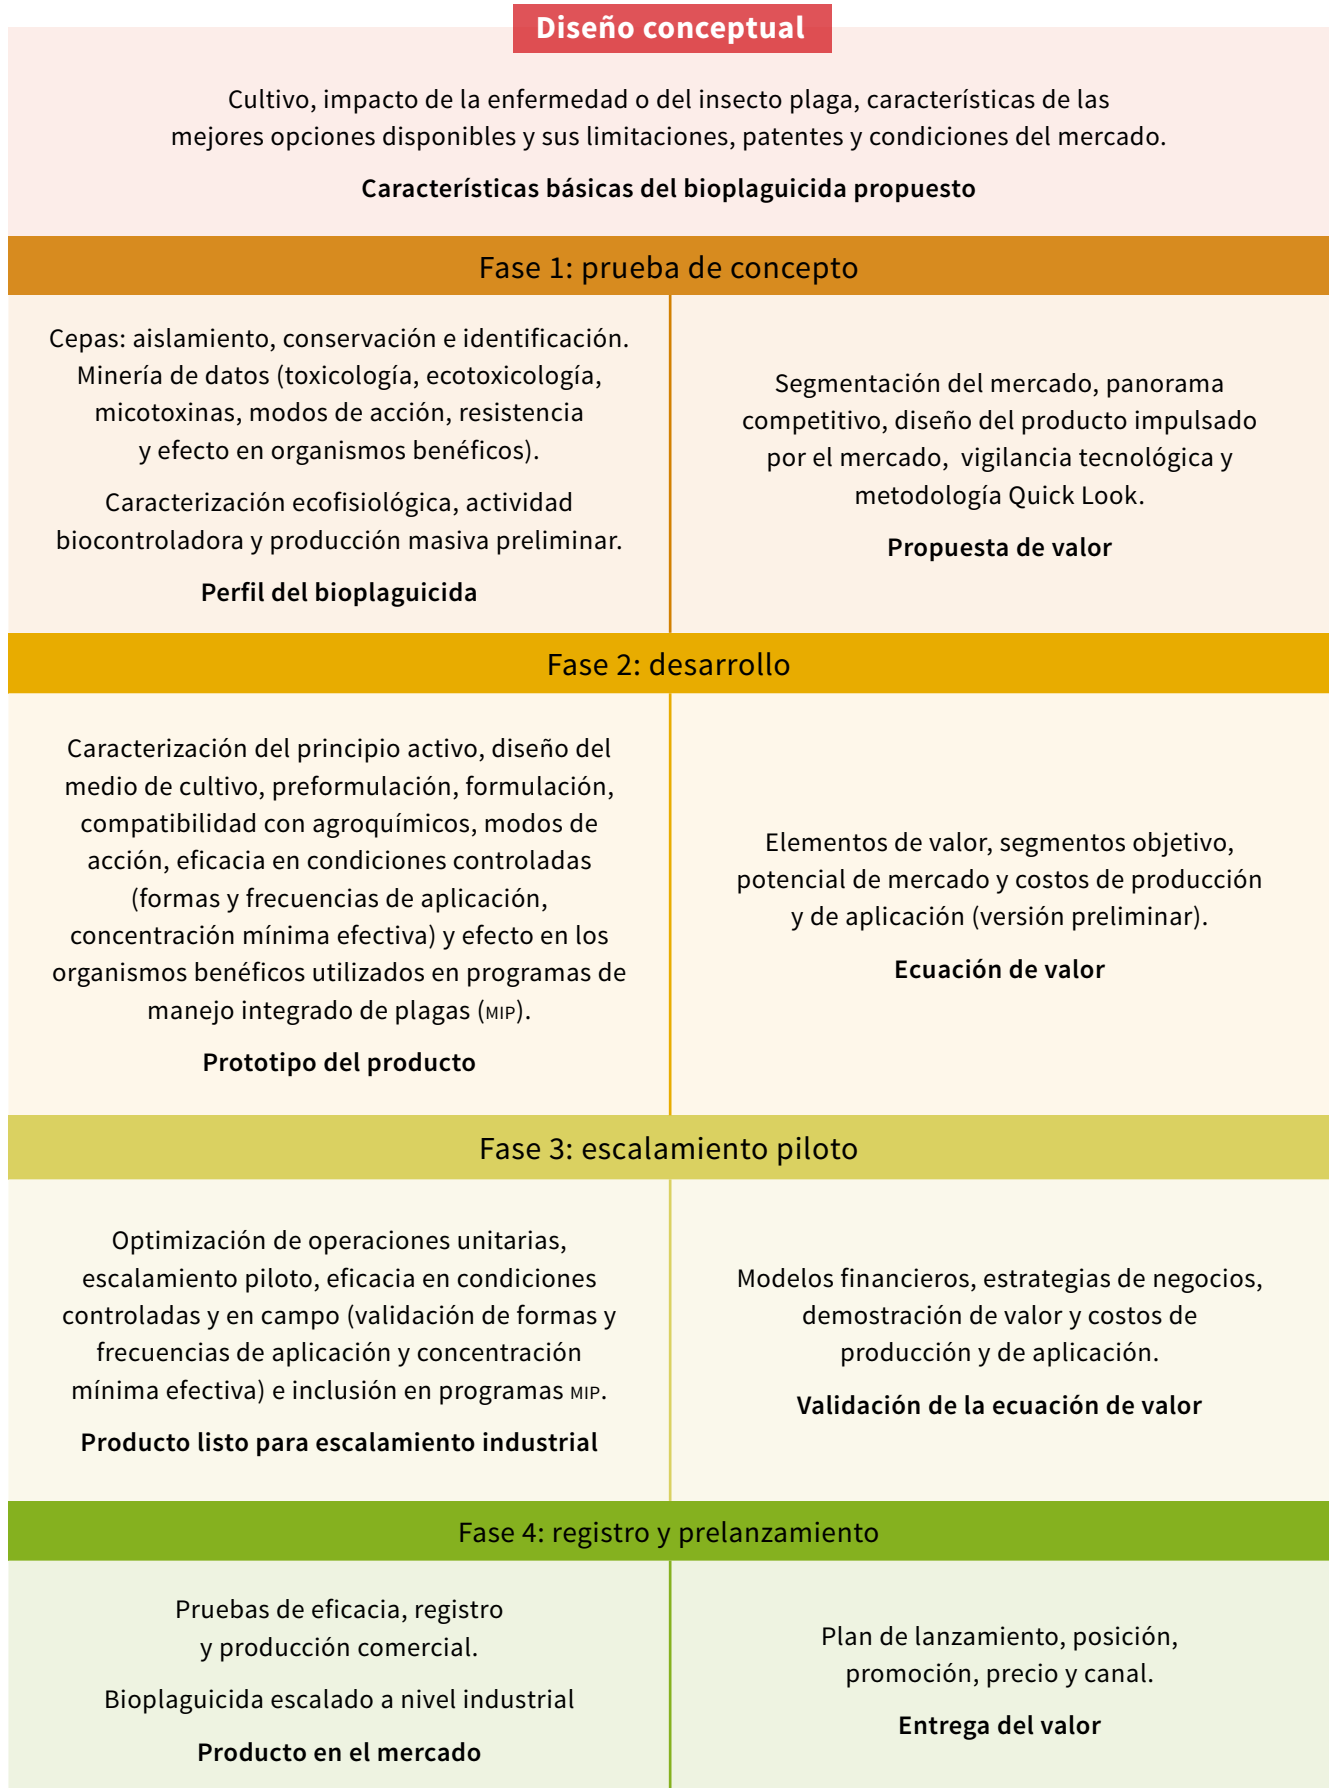 Diseño conceptual
Cultivo, impacto de la enfermedad o del insecto plaga, características de las
mejores opciones disponibles y sus limitaciones, patentes y condiciones del mercado.
Características básicas del bioplaguicida propuesto
Fase 1: prueba de concepto
Cepas: aislamiento, conservación e identificación.
Minería de datos (toxicología, ecotoxicología,
micotoxinas, modos de acción, resistencia
y efecto en organismos benéficos).
Caracterización ecofisiológica, actividad
biocontroladora y producción masiva preliminar.
Perfil del bioplaguicida
Segmentación del mercado, panorama
competitivo, diseño del producto impulsado
por el mercado, vigilancia tecnológica y
metodología Quick Look.
Propuesta de valor
Fase 2: desarrollo
Caracterización del principio activo, diseño del
medio de cultivo, preformulación, formulación,
compatibilidad con agroquímicos, modos de
acción, eficacia en condiciones controladas
(formas y frecuencias de aplicación,
concentración mínima efectiva) y efecto en los
organismos benéficos utilizados en programas de
manejo integrado de plagas (MIP).
Prototipo del producto
Elementos de valor, segmentos objetivo,
potencial de mercado y costos de producción
y de aplicación (versión preliminar).
Ecuación de valor
Fase 3: escalamiento piloto
Optimización de operaciones unitarias,
escalamiento piloto, eficacia en condiciones
controladas y en campo (validación de formas y
frecuencias de aplicación y concentración
mínima efectiva) e inclusión en programas MIP.
Producto listo para escalamiento industrial
Modelos financieros, estrategias de negocios,
demostración de valor y costos de
producción y de aplicación.
Validación de la ecuación de valor
Fase 4: registro y prelanzamiento
Pruebas de eficacia, registro
y producción comercial.
Bioplaguicida escalado a nivel industrial
Producto en el mercado
Plan de lanzamiento, posición,
promoción, precio y canal.
Entrega del valor